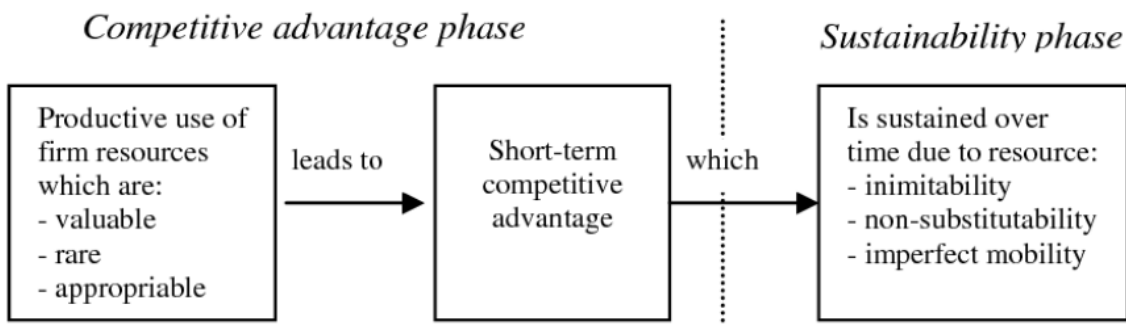 Competitive advantage phase
Sustainability phase
Productive use of
firm resources
which are:
- valuable
- rare
- appropriable
leads to
Short-term
competitive
advantage
which
Is sustained over
time due to resource:
- inimitability
- non-substitutability
- imperfect mobility